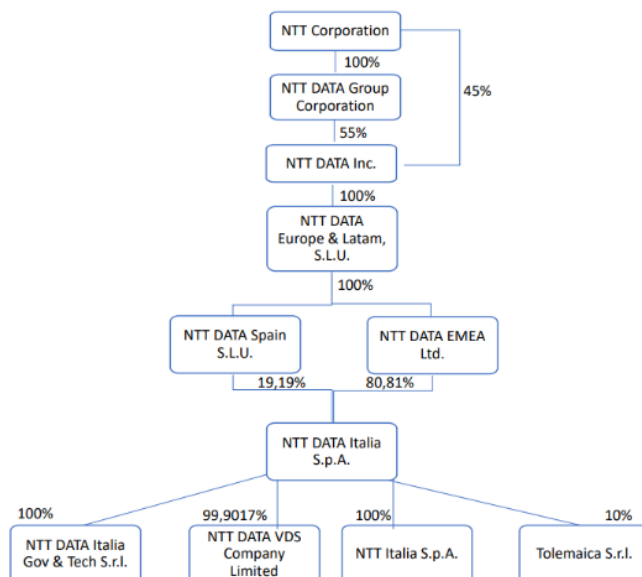 NTT Corporation
100%
NTT DATA Group
Corporation
45%
55%
NTT DATA Inc.
100%
NTT DATA
Europe & Latam,
S.L.U.
100%
NTT DATA Spain
S.L.U.
NTT DATA EMEA
Ltd.
19,19%
80,81%
NTT DATA Italia
S.p.A.
100%
99,9017%
100%
10%
NTT DATA Italia
Gov & Tech S.r.l.
NTT DATA VDS
Company
Limited
NTT Italia S.p.A.
Tolemaica S.r.l.